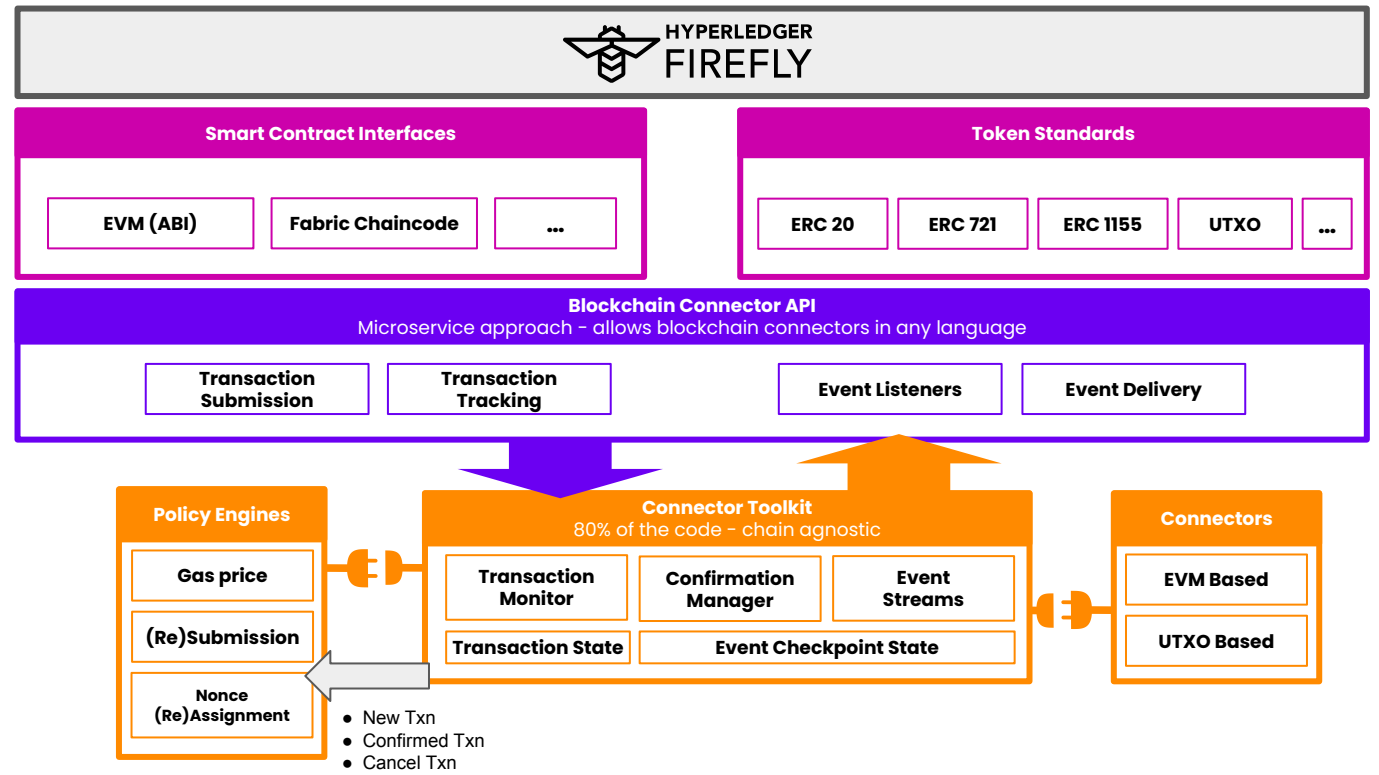 HYPERLEDGER
FIREFLY
Smart Contract Interfaces
EVM (ABI)
Fabric Chaincode
...
Token Standards
ERC 20
ERC 721
ERC 1155
UTXO
...
Blockchain Connector API
Microservice approach - allows blockchain connectors in any language
Transaction
Submission
Transaction
Tracking
Event Listeners
Event Delivery
Policy Engines
Gas price
(Re)Submission
Nonce
(Re)Assignment
Connector Toolkit
80% of the code - chain agnostic
Transaction
Monitor
Confirmation
Manager
Event
Streams
Transaction State
Event Checkpoint State
Connectors
EVM Based
UTXO Based
● New Txn
● Confirmed Txn
● Cancel Txn